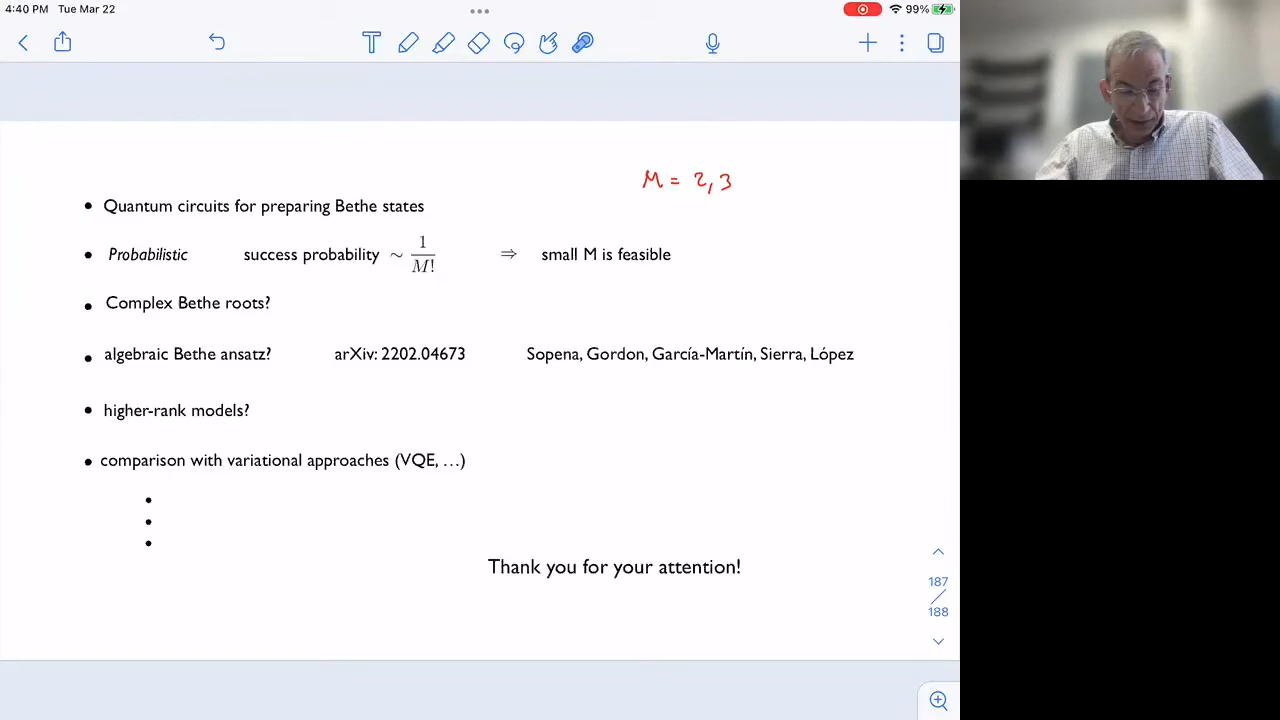 4:40 PM Tue Mar 22
99%
M = 2, 3
• Quantum circuits for preparing Bethe states
• Probabilistic success probability ∼ 1/M! ⇒ small M is feasible
• Complex Bethe roots?
• algebraic Bethe ansatz? arXiv: 2202.04673 Sopena, Gordon, García-Martín, Sierra, López
• higher-rank models?
• comparison with variational approaches (VQE, …)
•
•
•
Thank you for your attention!
187
/
188